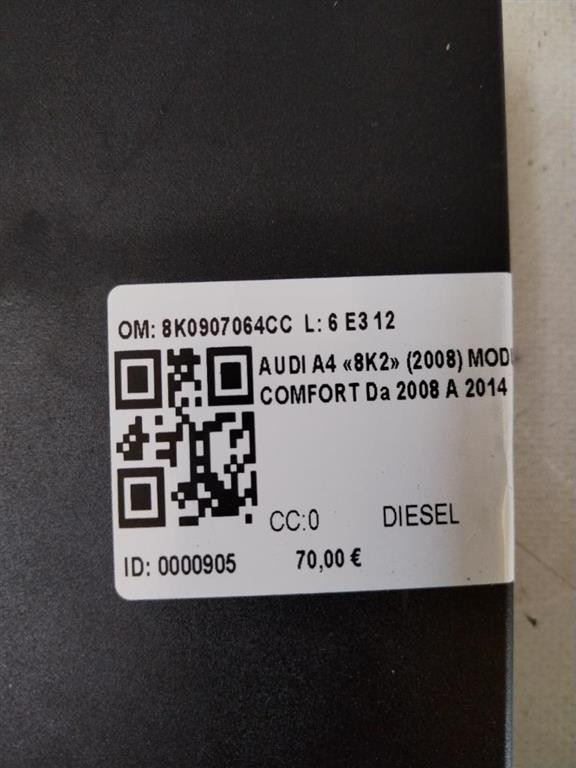 OM: 8K0907064CC L: 6 E3 12
AUDI A4 «8K2» (2008)
COMFORT Da 2008 A 2014
CC:0 DIESEL
ID: 0000905 70,00 €